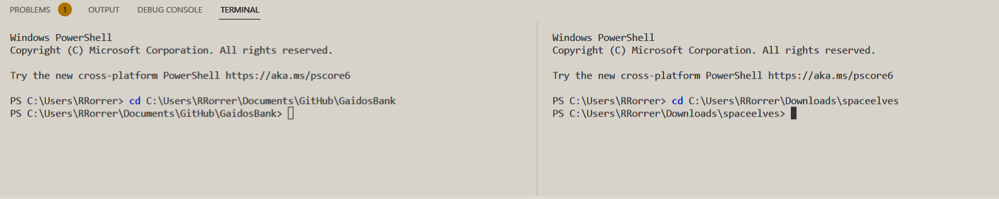 PROBLEMS 1 OUTPUT DEBUG CONSOLE TERMINAL
Windows PowerShell
Copyright (C) Microsoft Corporation. All rights reserved.
Try the new cross-platform PowerShell https://aka.ms/pscore6
PS C:\Users\RRorrer> cd C:\Users\RRorrer\Documents\GitHub\GaidosBank
PS C:\Users\RRorrer\Documents\GitHub\GaidosBank>
Windows PowerShell
Copyright (C) Microsoft Corporation. All rights reserved.
Try the new cross-platform PowerShell https://aka.ms/pscore6
PS C:\Users\RRorrer> cd C:\Users\RRorrer\Downloads\spaceelves
PS C:\Users\RRorrer\Downloads\spaceelves>